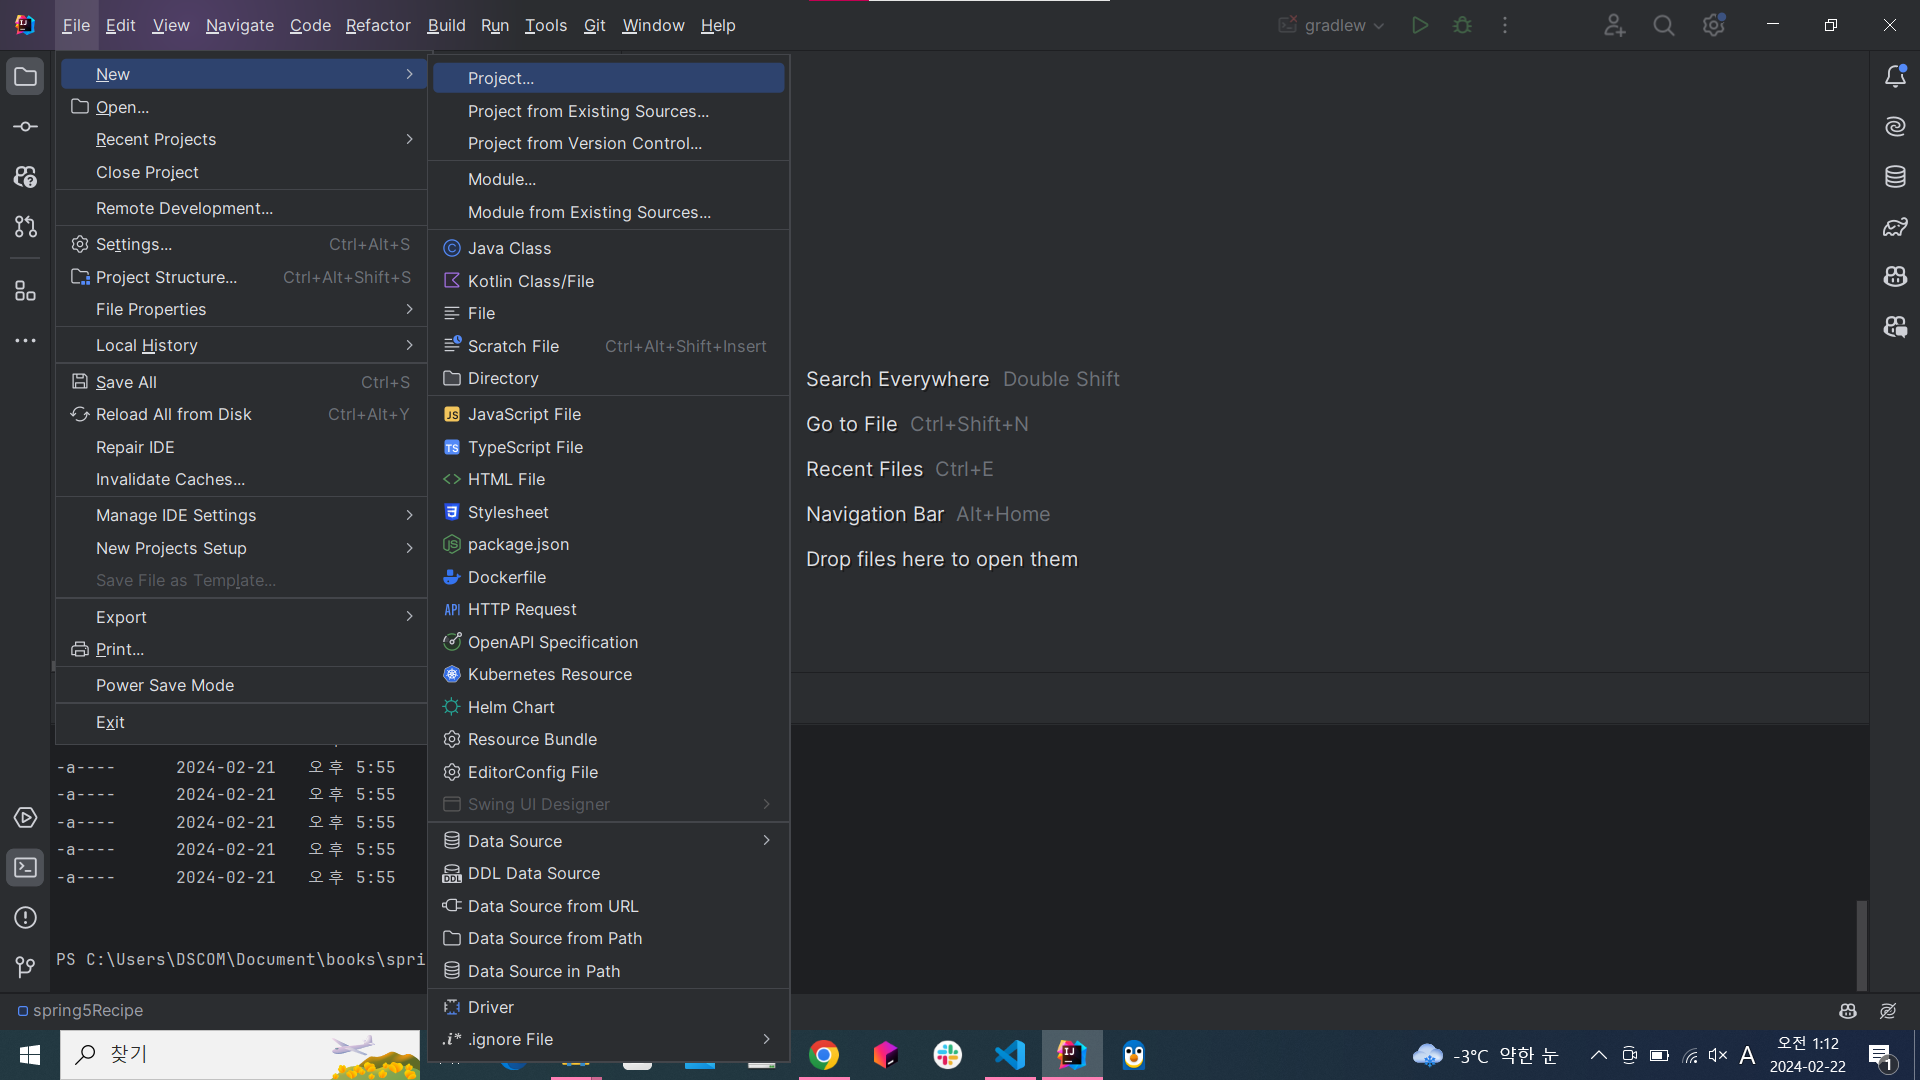 File Edit View Navigate Code Refactor Build Run Tools Git Window Help
gradlew
New
Open...
Recent Projects
Close Project
Remote Development...
Settings... Ctrl+Alt+S
Project Structure... Ctrl+Alt+Shift+S
File Properties
Local History
Save All Ctrl+S
Reload All from Disk Ctrl+Alt+Y
Repair IDE
Invalidate Caches...
Manage IDE Settings
New Projects Setup
Save File as Template...
Export
Print...
Power Save Mode
Exit
Project...
Project from Existing Sources...
Project from Version Control...
Module...
Module from Existing Sources...
Java Class
Kotlin Class/File
File
Scratch File Ctrl+Alt+Shift+Insert
Directory
JavaScript File
TypeScript File
HTML File
Stylesheet
package.json
Dockerfile
API HTTP Request
OpenAPI Specification
Kubernetes Resource
Helm Chart
Resource Bundle
EditorConfig File
Swing UI Designer
Data Source
DDL Data Source
Data Source from URL
Data Source from Path
Data Source in Path
Driver
.i* .ignore File
Search Everywhere Double Shift
Go to File Ctrl+Shift+N
Recent Files Ctrl+E
Navigation Bar Alt+Home
Drop files here to open them
-a---- 2024-02-21 오후 5:55
-a---- 2024-02-21 오후 5:55
-a---- 2024-02-21 오후 5:55
-a---- 2024-02-21 오후 5:55
-a---- 2024-02-21 오후 5:55
PS C:\Users\DSCOM\Document\books\spri
spring5Recipe
찾기
-3°C 약한 눈
A
오전 1:12
2024-02-22
1